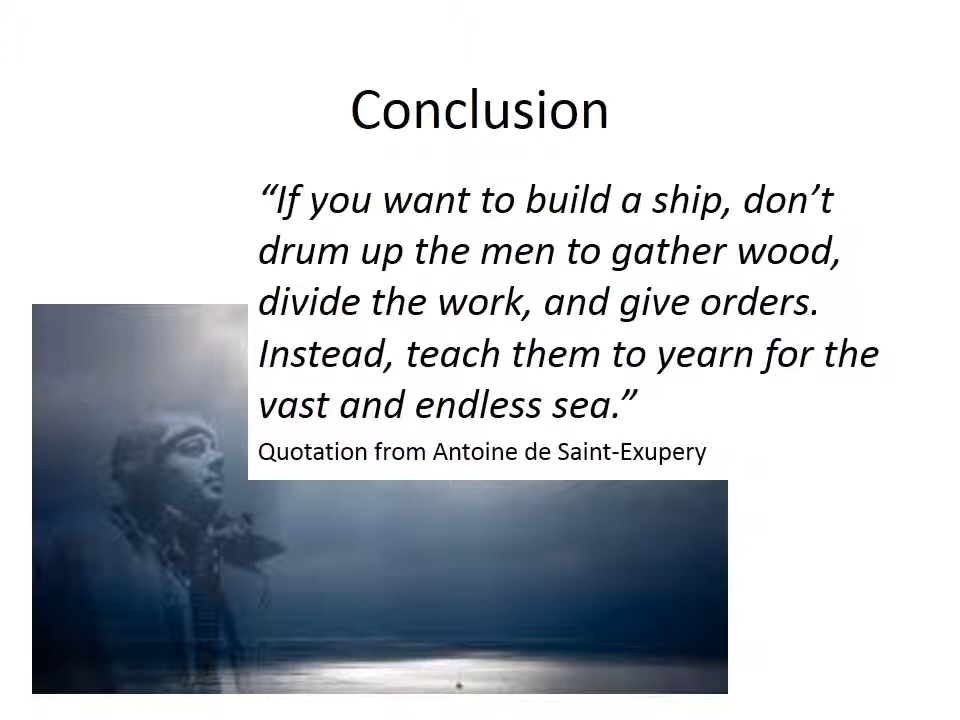 Conclusion
“If you want to build a ship, don’t
drum up the men to gather wood,
divide the work, and give orders.
Instead, teach them to yearn for the
vast and endless sea.”
Quotation from Antoine de Saint-Exupery